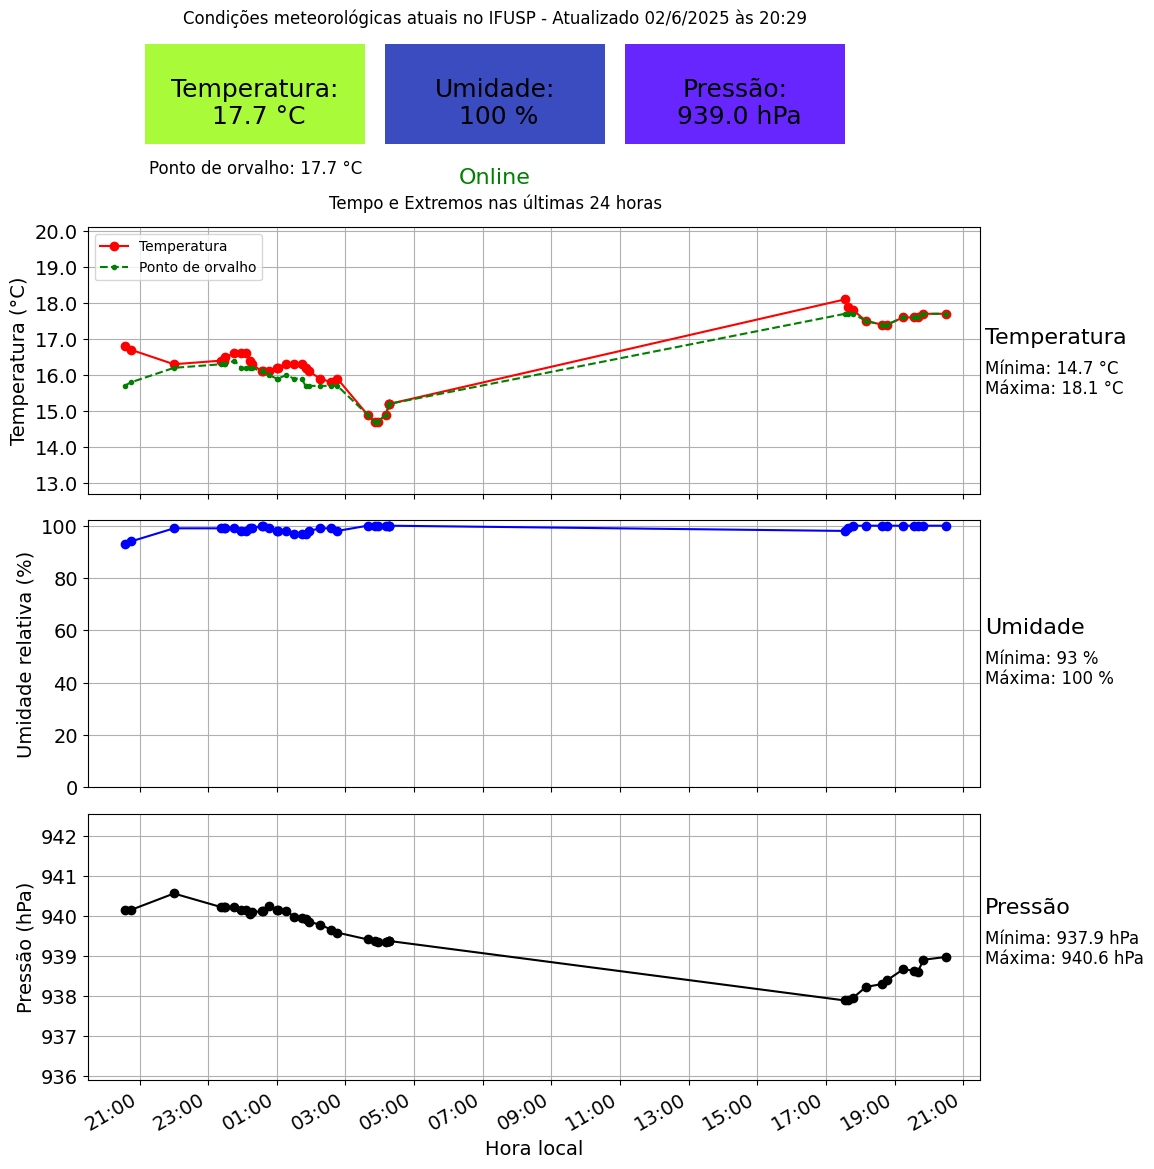 Condições meteorológicas atuais no IFUSP - Atualizado 02/6/2025 às 20:29
Temperatura:
17.7 °C
Umidade:
100 %
Pressão:
939.0 hPa
Ponto de orvalho: 17.7 °C
Online
Tempo e Extremos nas últimas 24 horas
Temperatura (°C)
20.0
19.0
18.0
17.0
16.0
15.0
14.0
13.0
Temperatura
Ponto de orvalho
Temperatura
Mínima: 14.7 °C
Máxima: 18.1 °C
Umidade relativa (%)
100
80
60
40
20
0
Umidade
Mínima: 93 %
Máxima: 100 %
Pressão (hPa)
942
941
940
939
938
937
936
Pressão
Mínima: 937.9 hPa
Máxima: 940.6 hPa
21:00
23:00
01:00
03:00
05:00
07:00
09:00
11:00
13:00
15:00
17:00
19:00
21:00
Hora local